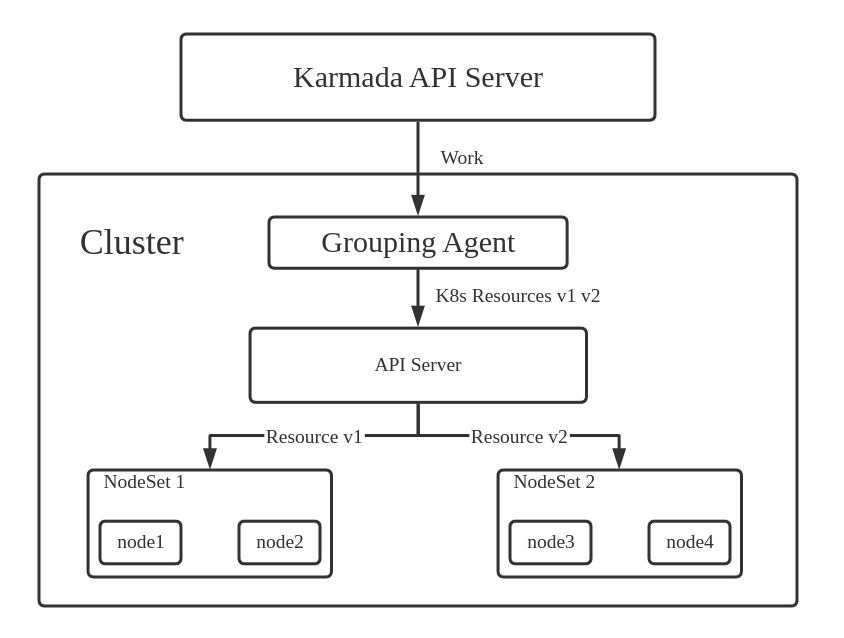 Karmada API Server
Work
Cluster
Grouping Agent
K8s Resources v1 v2
API Server
Resource v1
Resource v2
NodeSet 1
NodeSet 2
node1
node2
node3
node4